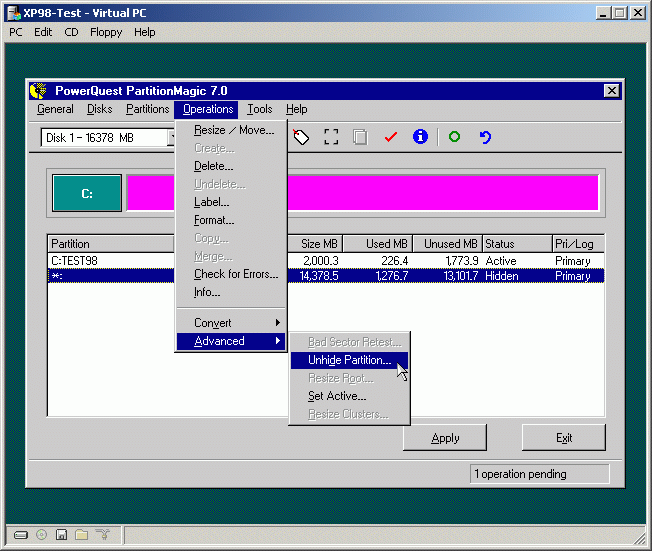 XP98-Test - Virtual PC
PC Edit CD Floppy Help
PowerQuest PartitionMagic 7.0
General Disks Partitions Operations Tools Help
Disk 1 - 16378 MB
Resize / Move...
Create...
Delete...
Undelete...
Label...
Format...
Copy...
Merge...
Check for Errors...
Info...
Convert
Advanced
C:
Partition Size MB Used MB Unused MB Status Pri/Log
C:TEST98 2,000.3 226.4 1,773.9 Active Primary
*: 14,378.5 1,276.7 13,101.7 Hidden Primary
Bad Sector Retest...
Unhide Partition...
Resize Root...
Set Active...
Resize Clusters...
Apply Exit
1 operation pending